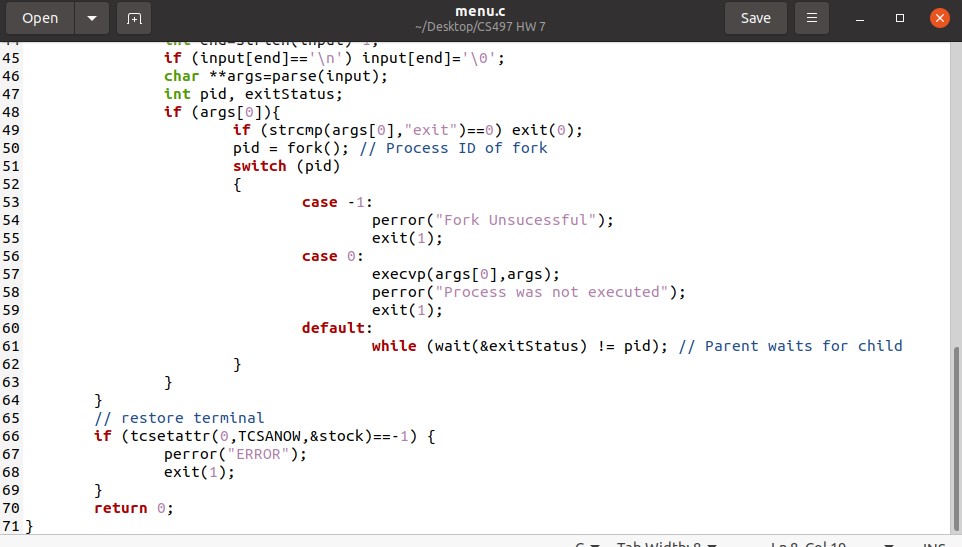 Open
menu.c
~/Desktop/CS497 HW 7
Save
45 if (input[end]=='\n') input[end]='\0';
46 char **args=parse(input);
47 int pid, exitStatus;
48 if (args[0]){
49 if (strcmp(args[0],"exit")==0) exit(0);
50 pid = fork(); // Process ID of fork
51 switch (pid)
52 {
53 case -1:
54 perror("Fork Unsucessful");
55 exit(1);
56 case 0:
57 execvp(args[0],args);
58 perror("Process was not executed");
59 exit(1);
60 default:
61 while (wait(&exitStatus) != pid); // Parent waits for child
62 }
63 }
64 }
65 // restore terminal
66 if (tcsetattr(0,TCSANOW,&stock)==-1) {
67 perror("ERROR");
68 exit(1);
69 }
70 return 0;
71 }
C Tab Width: 8 Ln 8, Col 19 INS